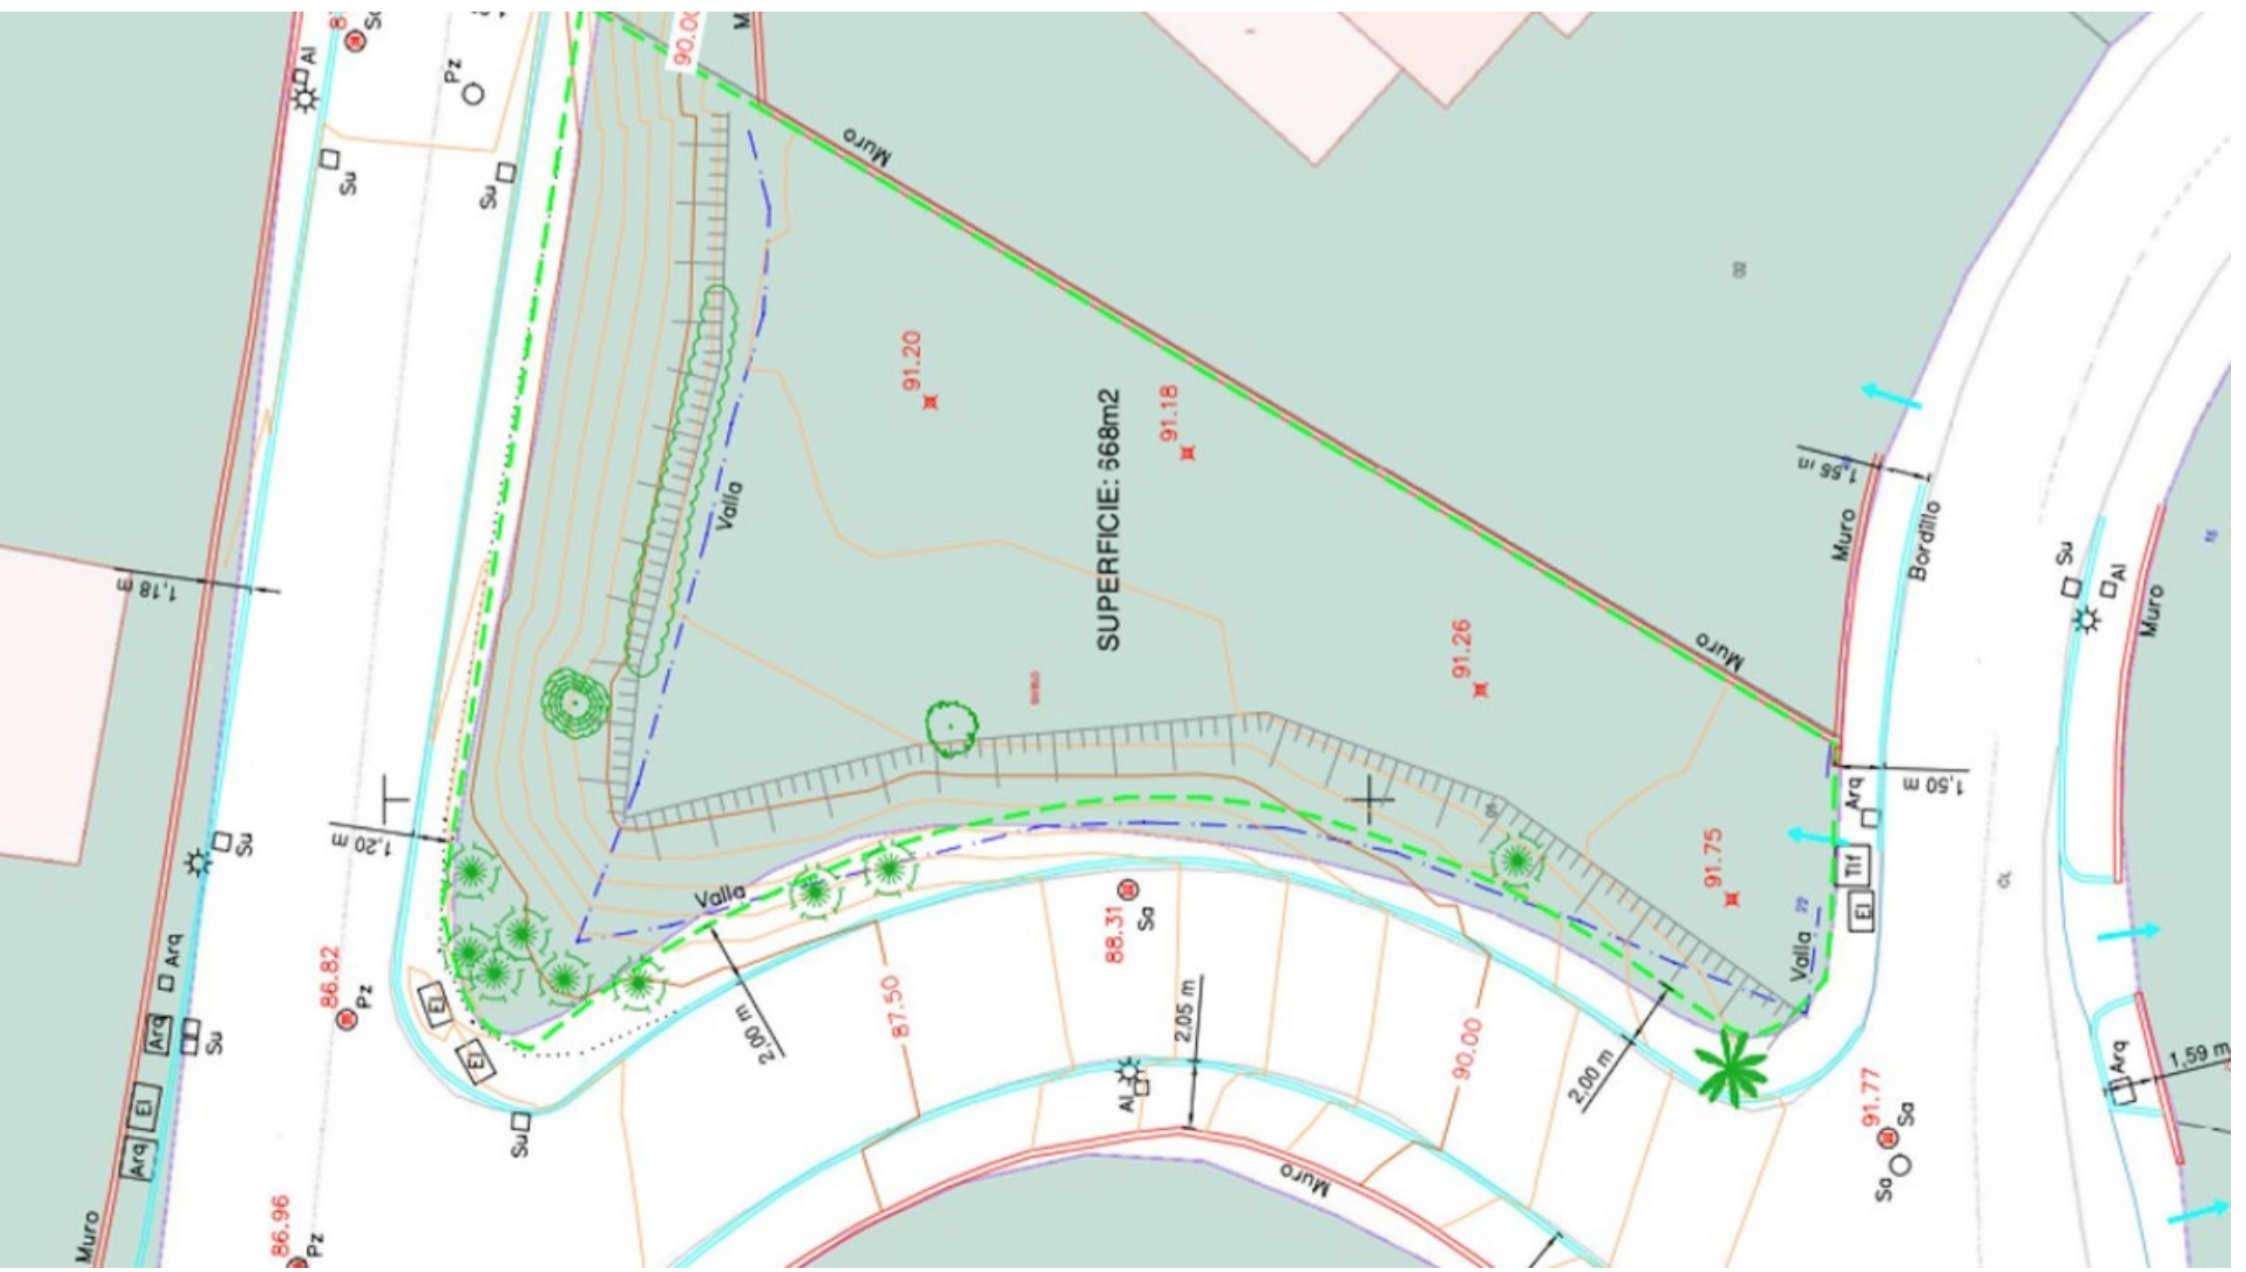 90.00
Al
Pz
Su
Su
Muro
91.20
91.18
SUPERFICIE: 668m2
Valla
91.26
Muro
1,55 m
Muro
Bordillo
Su
Al
Muro
1,18 m
1,20 m
Su
Arq
1,50 m
Tlf
El
91.75
Valla
Valla
88.31
Sa
86.82
Pz
Arq
Arq
Su
El
El
El
Arq
Su
2,00 m
87.50
2,05 m
90.00
2,00 m
Al
91.77
Sa
Sa
Arq
1,59 m
Muro
86.96
Pz
Muro